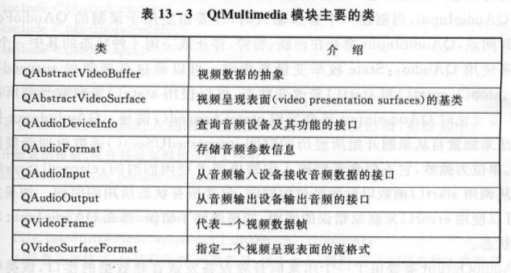 表 13-3 QtMultimedia 模块主要的类
类 介 绍
QAbstractVideoBuffer 视频数据的抽象
QAbstractVideoSurface 视频呈现表面(video presentation surfaces)的基类
QAudioDeviceInfo 查询音频设备及其功能的接口
QAudioFormat 存储音频参数信息
QAudioInput 从音频输入设备接收音频数据的接口
QAudioOutput 从音频输出设备输出音频的接口
QVideoFrame 代表一个视频数据帧
QVideoSurfaceFormat 指定一个视频呈现表面的流格式